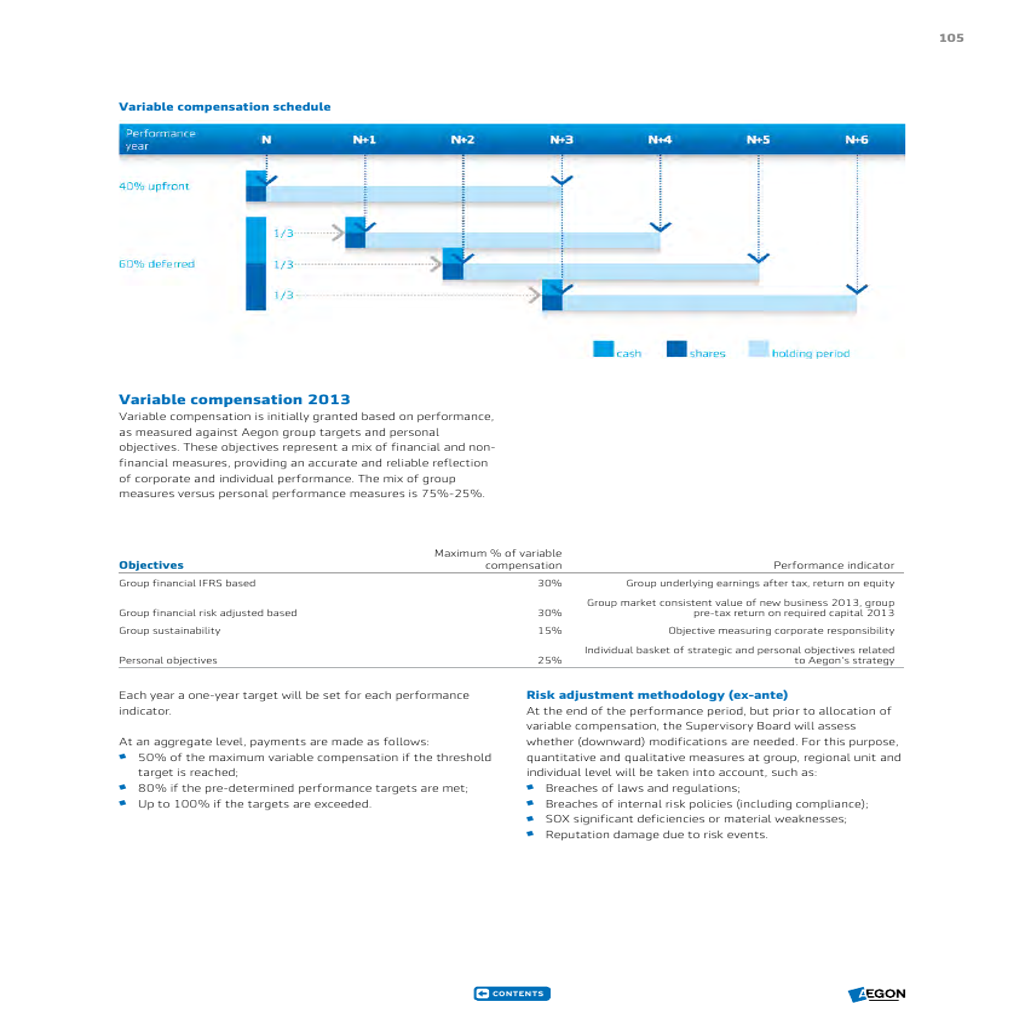 105
Variable compensation schedule
Performance
year
N
N+1
N+2
N+3
N+4
N+5
N+6
40% upfront
1/3
60% deferred
1/3
1/3
cash
shares
holding period
Variable compensation 2013
Variable compensation is initially granted based on performance,
as measured against Aegon group targets and personal
objectives. These objectives represent a mix of financial and non-
financial measures, providing an accurate and reliable reflection
of corporate and individual performance. The mix of group
measures versus personal performance measures is 75%-25%.
Maximum % of variable
Objectives compensation Performance indicator
Group financial IFRS based 30% Group underlying earnings after tax, return on equity
Group market consistent value of new business 2013, group
Group financial risk adjusted based 30% pre-tax return on required capital 2013
Group sustainability 15% Objective measuring corporate responsibility
Individual basket of strategic and personal objectives related
Personal objectives 25% to Aegon's strategy
Each year a one-year target will be set for each performance
indicator.
At an aggregate level, payments are made as follows:
50% of the maximum variable compensation if the threshold
target is reached;
80% if the pre-determined performance targets are met;
Up to 100% if the targets are exceeded.
Risk adjustment methodology (ex-ante)
At the end of the performance period, but prior to allocation of
variable compensation, the Supervisory Board will assess
whether (downward) modifications are needed. For this purpose,
quantitative and qualitative measures at group, regional unit and
individual level will be taken into account, such as:
Breaches of laws and regulations;
Breaches of internal risk policies (including compliance);
SOX significant deficiencies or material weaknesses;
Reputation damage due to risk events.
CONTENTS
AEGON